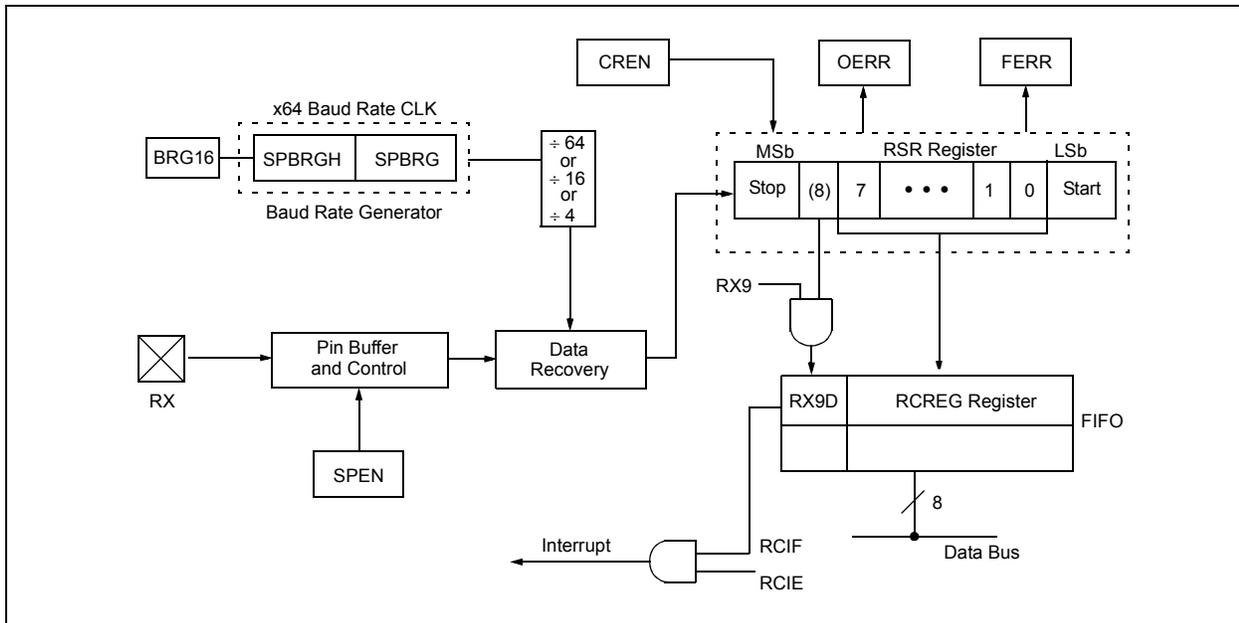 CREN
OERR
FERR
x64 Baud Rate CLK
BRG16
SPBRGH
SPBRG
Baud Rate Generator
÷ 64
or
÷ 16
or
÷ 4
MSb
RSR Register
LSb
Stop
(8)
7
• • •
1
0
Start
RX9
RX
Pin Buffer
and Control
Data
Recovery
SPEN
RX9D
RCREG Register
FIFO
8
Data Bus
Interrupt
RCIF
RCIE